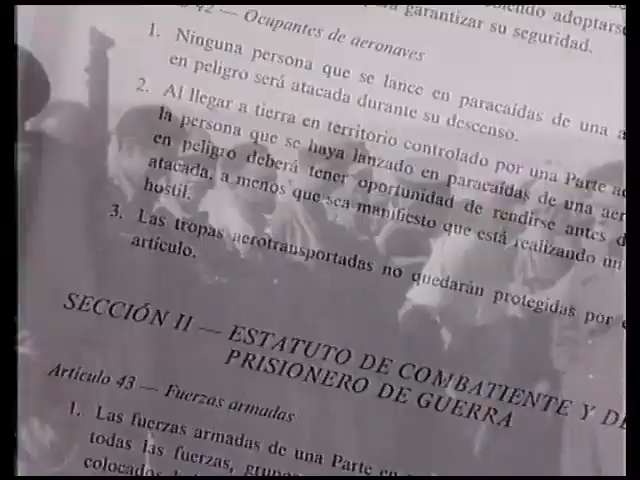 garantizar su seguridad.
42 — Ocupantes de aeronaves
1. Ninguna persona que se lance en paracaídas de una
en peligro será atacada durante su descenso.
2. Al llegar a tierra en territorio controlado por una Parte
la persona que se haya lanzado en paracaídas de una
en peligro deberá tener oportunidad de rendirse antes
atacada, a menos que sea manifiesto que está realizando un
hostil.
3. Las tropas aerotransportadas no quedarán protegidas por
artículo.
SECCIÓN II — ESTATUTO DE COMBATIENTE Y
PRISIONERO DE GUERRA
Artículo 43 — Fuerzas armadas
1. Las fuerzas armadas de una Parte en
todas las fuerzas,
colocados